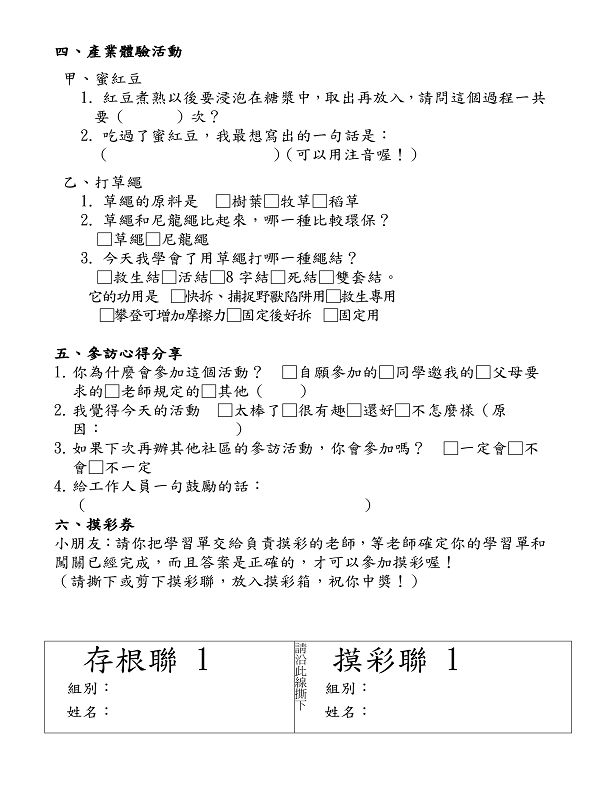 四、產業體驗活動
甲、蜜紅豆
1. 紅豆煮熟以後要浸泡在糖漿中，取出再放入，請問這個過程一共
要（　　　）次？
2. 吃過了蜜紅豆，我最想寫出的一句話是：
（　　　　　　　　　　）（可以用注音喔！）
乙、打草繩
1. 草繩的原料是　□樹葉□牧草□稻草
2. 草繩和尼龍繩比起來，哪一種比較環保？
□草繩□尼龍繩
3. 今天我學會了用草繩打哪一種繩結？
□救生結□活結□8字結□死結□雙套結。
它的功用是　□快拆、捕捉野獸陷阱用□救生專用
□攀登可增加摩擦力□固定後好拆　□固定用
五、參訪心得分享
1. 你為什麼會參加這個活動？　□自願參加的□同學邀我的□父母要
求的□老師規定的□其他（　　）
2. 我覺得今天的活動　□太棒了□很有趣□還好□不怎麼樣（原
因：　　　　　　　　）
3. 如果下次再辦其他社區的參訪活動，你會參加嗎？　□一定會□不
會□不一定
4. 給工作人員一句鼓勵的話：
（　　　　　　　　　　　　　　　　　）
六、摸彩券
小朋友：請你把學習單交給負責摸彩的老師，等老師確定你的學習單和
闖關已經完成，而且答案是正確的，才可以參加摸彩喔！
（請撕下或剪下摸彩聯，放入摸彩箱，祝你中獎！）
存根聯 1
組別：
姓名：
請沿此線撕下
摸彩聯 1
組別：
姓名：